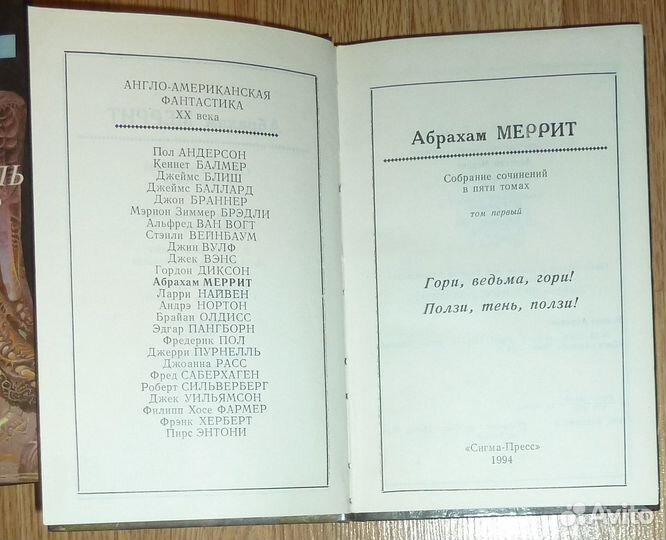 АНГЛО-АМЕРИКАНСКАЯ
ФАНТАСТИКА
XX века
Пол АНДЕРСОН
Кеннет БАЛМЕР
Джеймс БЛИШ
Джеймс БАЛЛАРД
Джон БРАННЕР
Мэрион Зиммер БРЭДЛИ
Альфред ВАН ВОГТ
Стэнли ВЕЙНБАУМ
Джин ВУЛФ
Джек ВЭНС
Гордон ДИКСОН
Абрахам МЕРРИТ
Ларри НАЙВЕН
Андрэ НОРТОН
Брайан ОЛДИСС
Эдгар ПАНГБОРН
Фредерик ПОЛ
Джерри ПУРНЕЛЛЬ
Джоанна РАСС
Фред САБЕРХАГЕН
Роберт СИЛЬВЕРБЕРГ
Джек УИЛЬЯМСОН
Филипп Хосе ФАРМЕР
Фрэнк ХЕРБЕРТ
Пирс ЭНТОНИ
Абрахам МЕРРИТ
Собрание сочинений
в пяти томах
том первый
Гори, ведьма, гори!
Ползи, тень, ползи!
«Сигма-Пресс»
1994
Avito